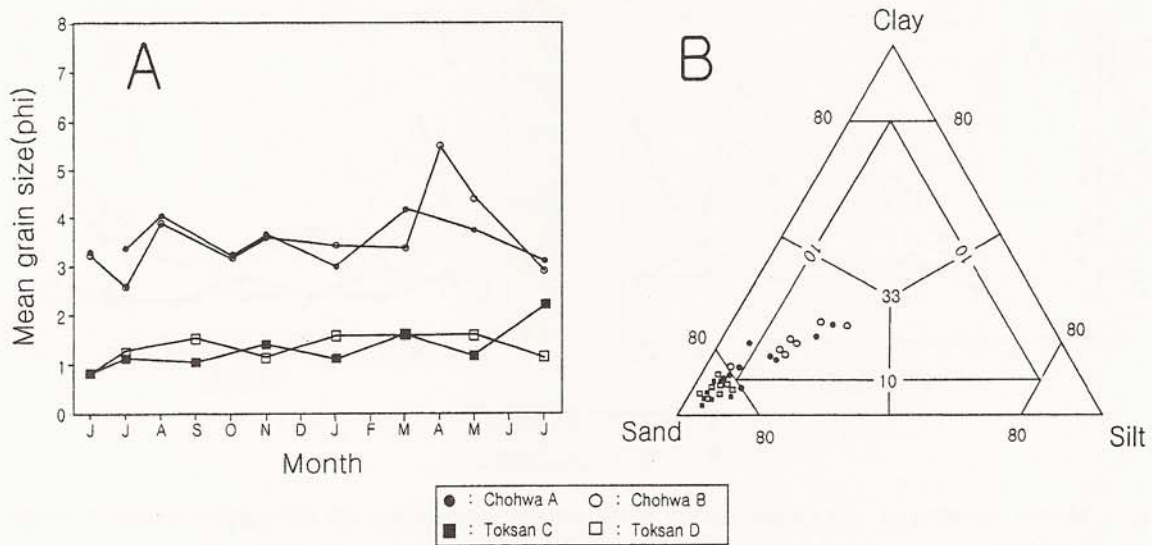 A
Mean grain size(phi)
8
7
6
5
4
3
2
1
0
J J A S O N D J F M A M J J
Month
B
Clay
80 80
10 10
33
80 80
10
Sand 80 80 Silt
● : Chohwa A ○ : Chohwa B
■ : Toksan C □ : Toksan D